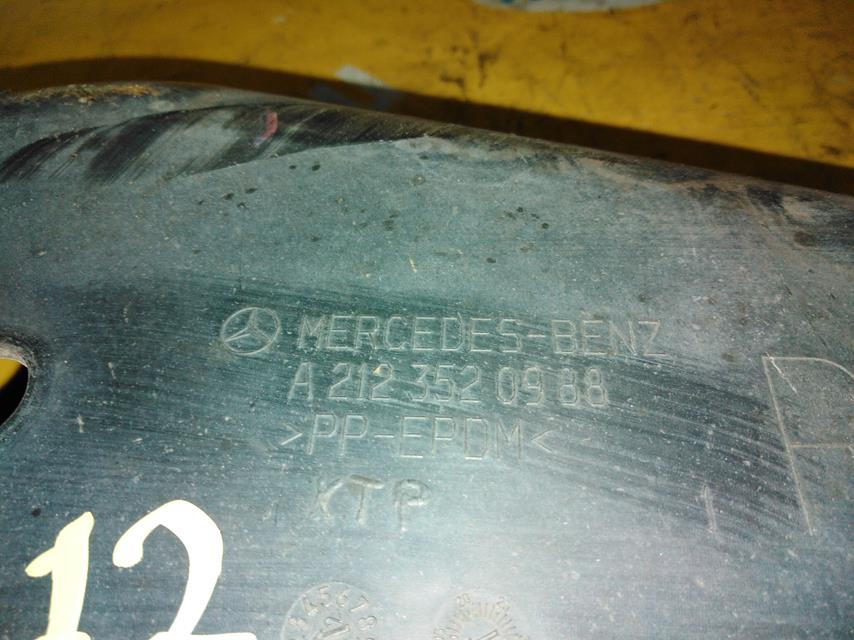 MERCEDES-BENZ
A 212 352 09 88
>PP-EPDM<
KTP
R
12